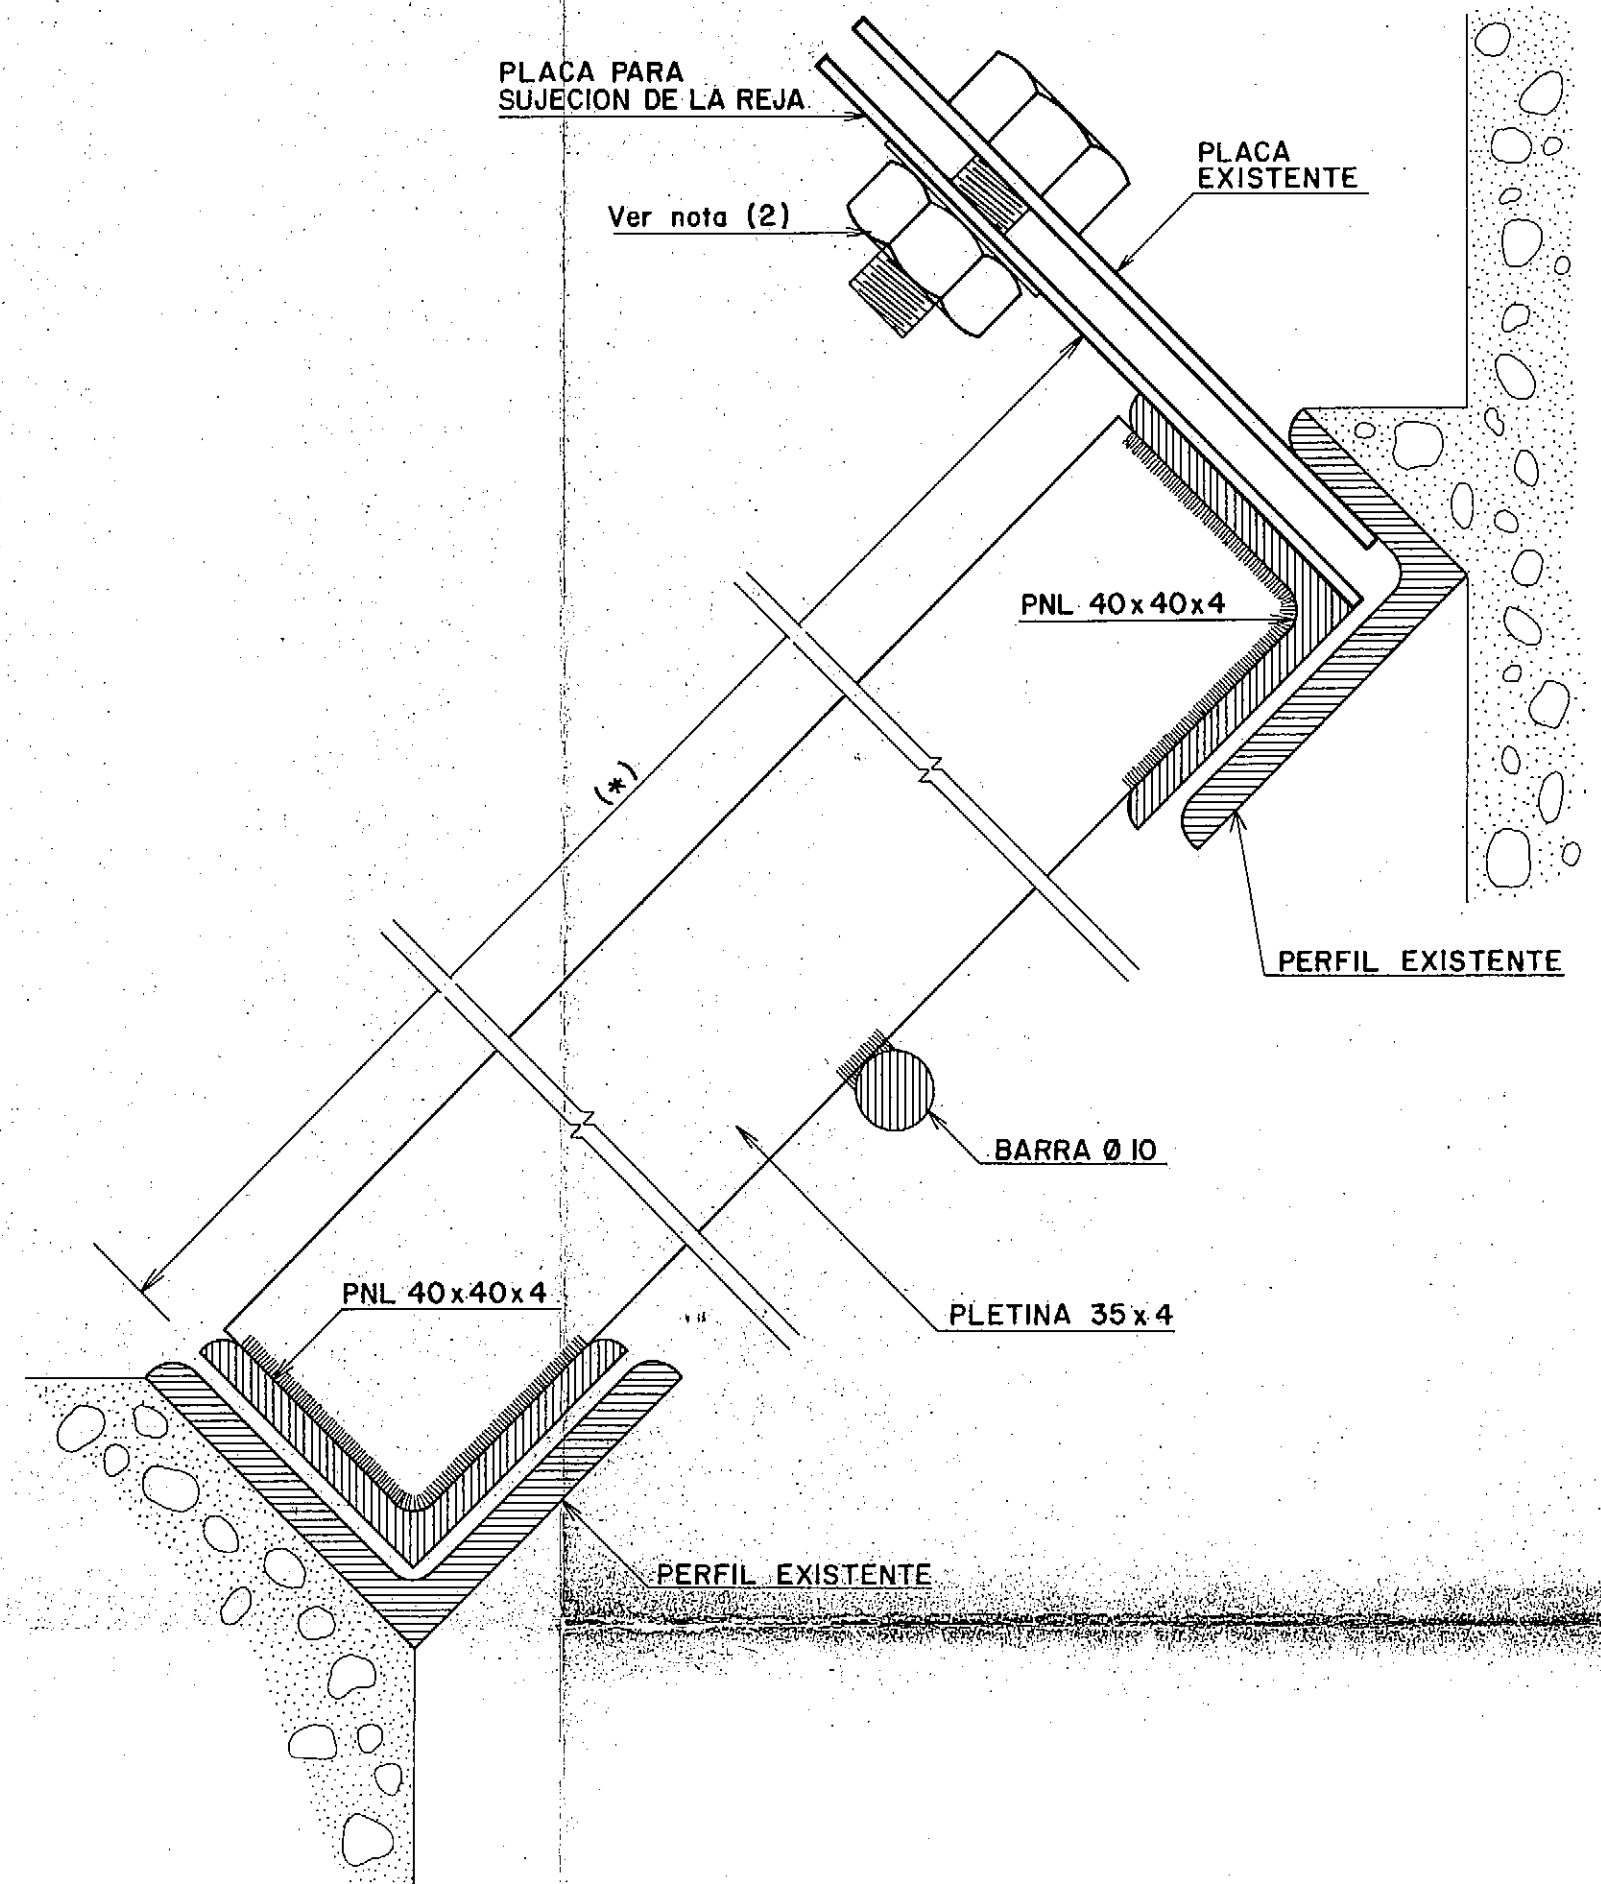 PLACA PARA
SUJECION DE LA REJA
PLACA
EXISTENTE
Ver nota (2)
PNL 40x40x4
(*)
PERFIL EXISTENTE
BARRA Ø 10
PNL 40x40x4
PLETINA 35x4
PERFIL EXISTENTE